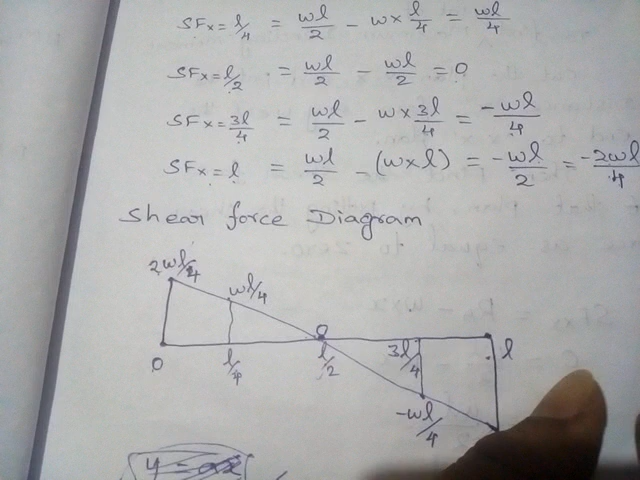 SFx=l/4 = wl/2 - w×l/4 = wl/4
SFx=l/2 = wl/2 - wl/2 = 0
SFx=3l/4 = wl/2 - w×3l/4 = -wl/4
SFx=l = wl/2 - (w×l) = -wl/2 = -2wl/4
Shear force Diagram
2wl/4
wl/4
0
0 l/4 l/2 3l/4 l
-wl/4